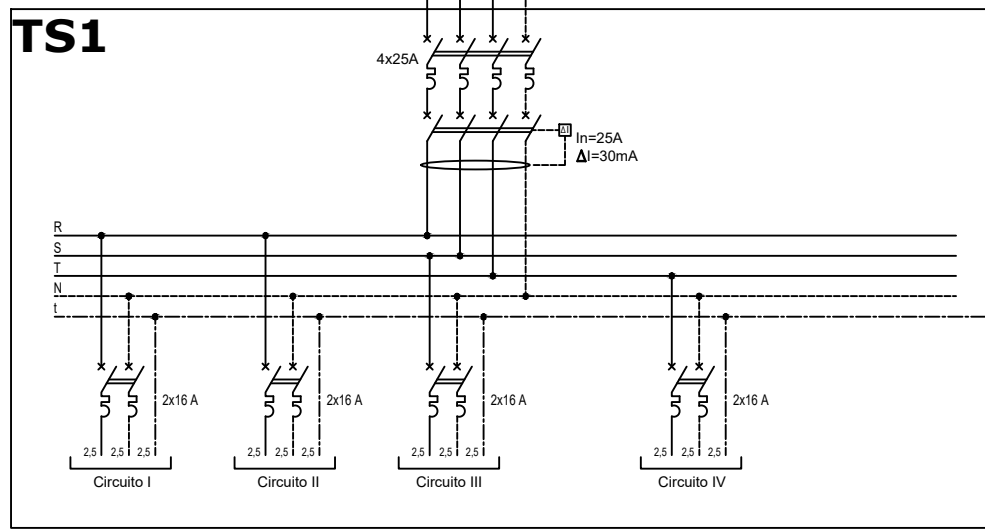 TS1
4x25A
ΔI
In=25A
ΔI=30mA
R
S
T
N
t
2x16 A
2x16 A
2x16 A
2x16 A
2,5 2,5 2,5
2,5 2,5 2,5
2,5 2,5 2,5
2,5 2,5 2,5
Circuito I
Circuito II
Circuito III
Circuito IV